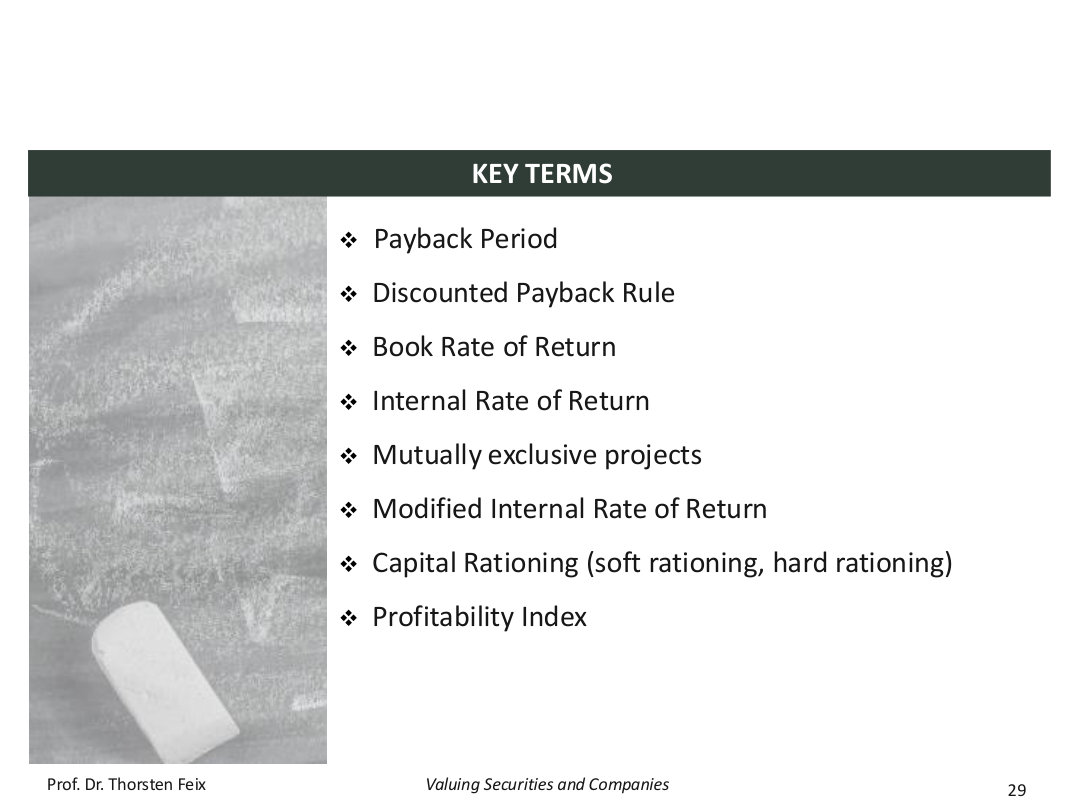 KEY TERMS
❖ Payback Period
❖ Discounted Payback Rule
❖ Book Rate of Return
❖ Internal Rate of Return
❖ Mutually exclusive projects
❖ Modified Internal Rate of Return
❖ Capital Rationing (soft rationing, hard rationing)
❖ Profitability Index
Prof. Dr. Thorsten Feix
Valuing Securities and Companies
29